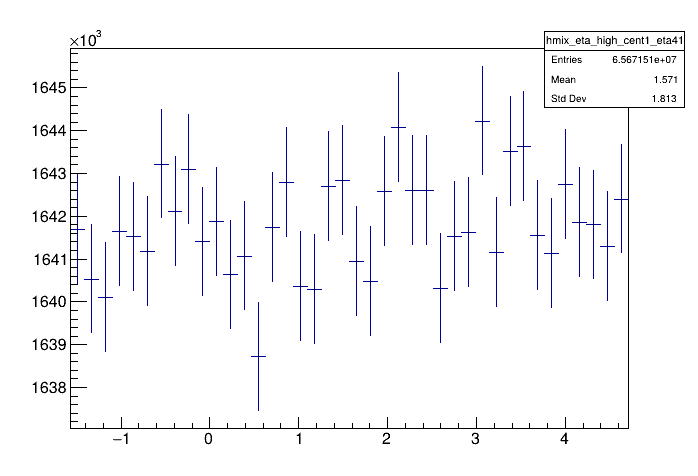 ×10³
hmix_eta_high_cent1_eta41
Entries 6.567151e+07
Mean 1.571
Std Dev 1.813
1645
1644
1643
1642
1641
1640
1639
1638
−1 0 1 2 3 4